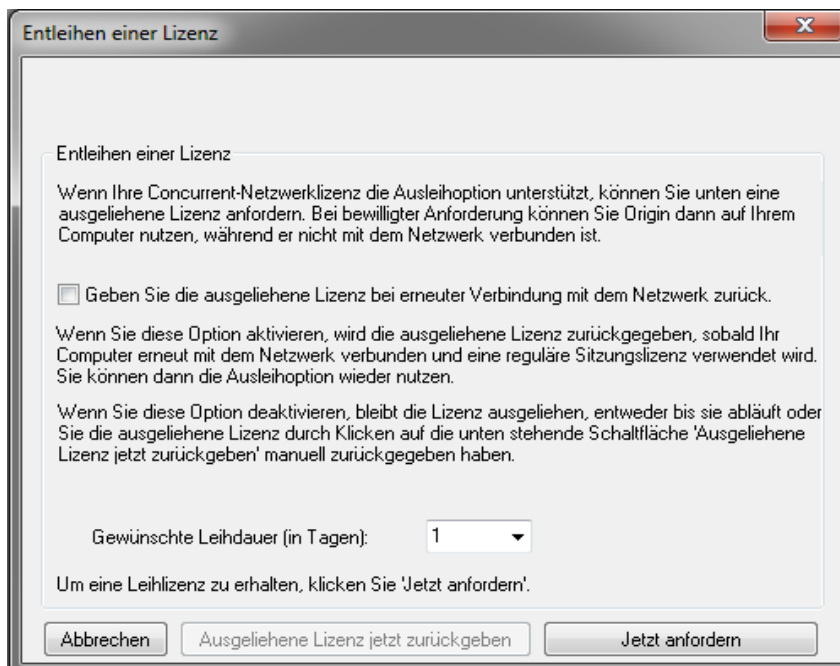 Entleihen einer Lizenz
Entleihen einer Lizenz
Wenn Ihre Concurrent-Netzwerklizenz die Ausleihoption unterstützt, können Sie unten eine
ausgeliehene Lizenz anfordern. Bei bewilligter Anforderung können Sie Origin dann auf Ihrem
Computer nutzen, während er nicht mit dem Netzwerk verbunden ist.
Geben Sie die ausgeliehene Lizenz bei erneuter Verbindung mit dem Netzwerk zurück.
Wenn Sie diese Option aktivieren, wird die ausgeliehene Lizenz zurückgegeben, sobald Ihr
Computer erneut mit dem Netzwerk verbunden und eine reguläre Sitzungslizenz verwendet wird.
Sie können dann die Ausleihoption wieder nutzen.
Wenn Sie diese Option deaktivieren, bleibt die Lizenz ausgeliehen, entweder bis sie abläuft oder
Sie die ausgeliehene Lizenz durch Klicken auf die unten stehende Schaltfläche 'Ausgeliehene
Lizenz jetzt zurückgeben' manuell zurückgegeben haben.
Gewünschte Leihdauer (in Tagen): 1
Um eine Leihlizenz zu erhalten, klicken Sie 'Jetzt anfordern'.
Abbrechen Ausgeliehene Lizenz jetzt zurückgeben Jetzt anfordern